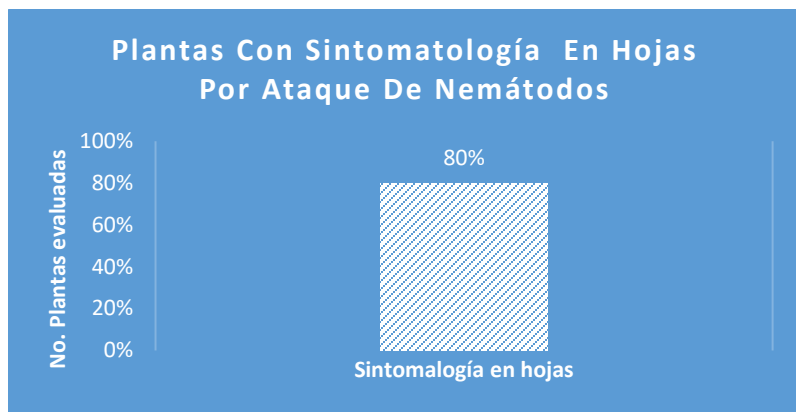 Plantas Con Sintomatología En Hojas
Por Ataque De Nemátodos
No. Plantas evaluadas
100%
80%
60%
40%
20%
0%
80%
Sintomalogía en hojas